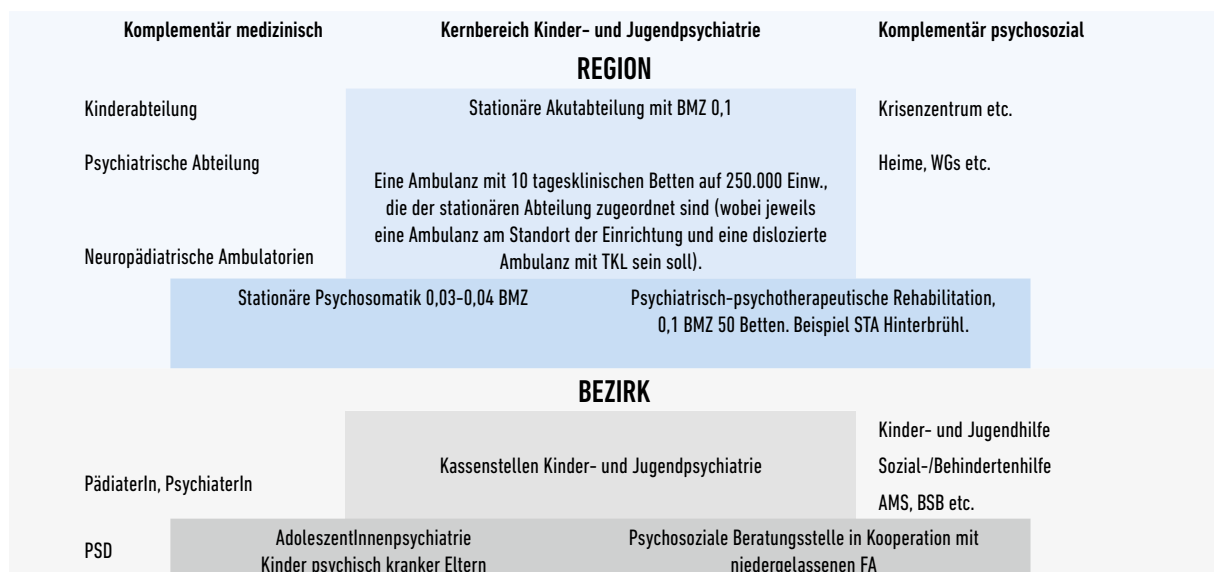 Komplementär medizinisch
Kernbereich Kinder- und Jugendpsychiatrie
Komplementär psychosozial
REGION
Kinderabteilung
Stationäre Akutabteilung mit BMZ 0,1
Krisenzentrum etc.
Psychiatrische Abteilung
Heime, WGs etc.
Eine Ambulanz mit 10 tagesklinischen Betten auf 250.000 Einw.,
die der stationären Abteilung zugeordnet sind (wobei jeweils
eine Ambulanz am Standort der Einrichtung und eine dislozierte
Ambulanz mit TKL sein soll).
Neuropädiatrische Ambulatorien
Stationäre Psychosomatik 0,03-0,04 BMZ
Psychiatrisch-psychotherapeutische Rehabilitation,
0,1 BMZ 50 Betten. Beispiel STA Hinterbrühl.
BEZIRK
Kassenstellen Kinder- und Jugendpsychiatrie
Kinder- und Jugendhilfe
Sozial-/Behindertenhilfe
AMS, BSB etc.
PädiaterIn, PsychiaterIn
PSD
AdoleszentInnenpsychiatrie
Kinder psychisch kranker Eltern
Psychosoziale Beratungsstelle in Kooperation mit
niedergelassenen FA